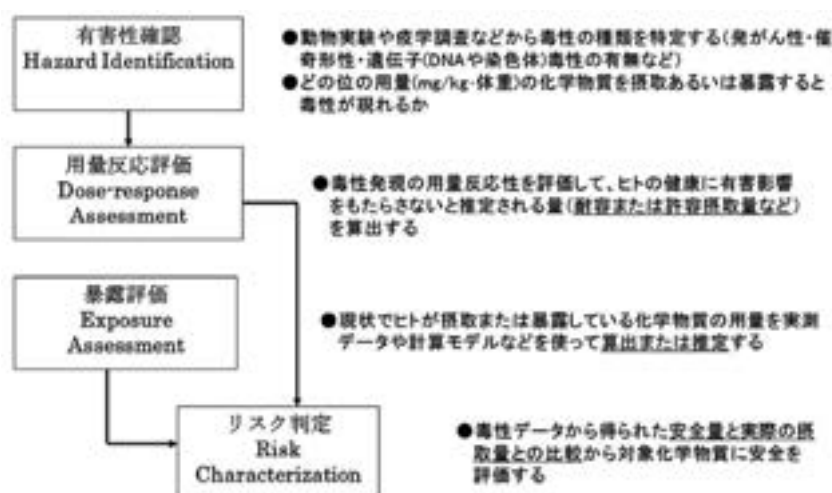 有害性確認
Hazard Identification
●動物実験や疫学調査などから毒性の種類を特定する(発がん性・催
奇形性・遺伝子(DNAや染色体)毒性の有無など)
●どの位の用量(mg/kg・体重)の化学物質を摂取あるいは暴露すると
毒性が現れるか
用量反応評価
Dose-response
Assessment
●毒性発現の用量反応性を評価して、ヒトの健康に有害影響
をもたらさないと推定される量(耐容または許容摂取量など)
を算出する
暴露評価
Exposure
Assessment
●現状でヒトが摂取または暴露している化学物質の用量を実測
データや計算モデルなどを使って算出または推定する
リスク判定
Risk
Characterization
●毒性データから得られた安全量と実際の摂
取量との比較から対象化学物質に安全を
評価する